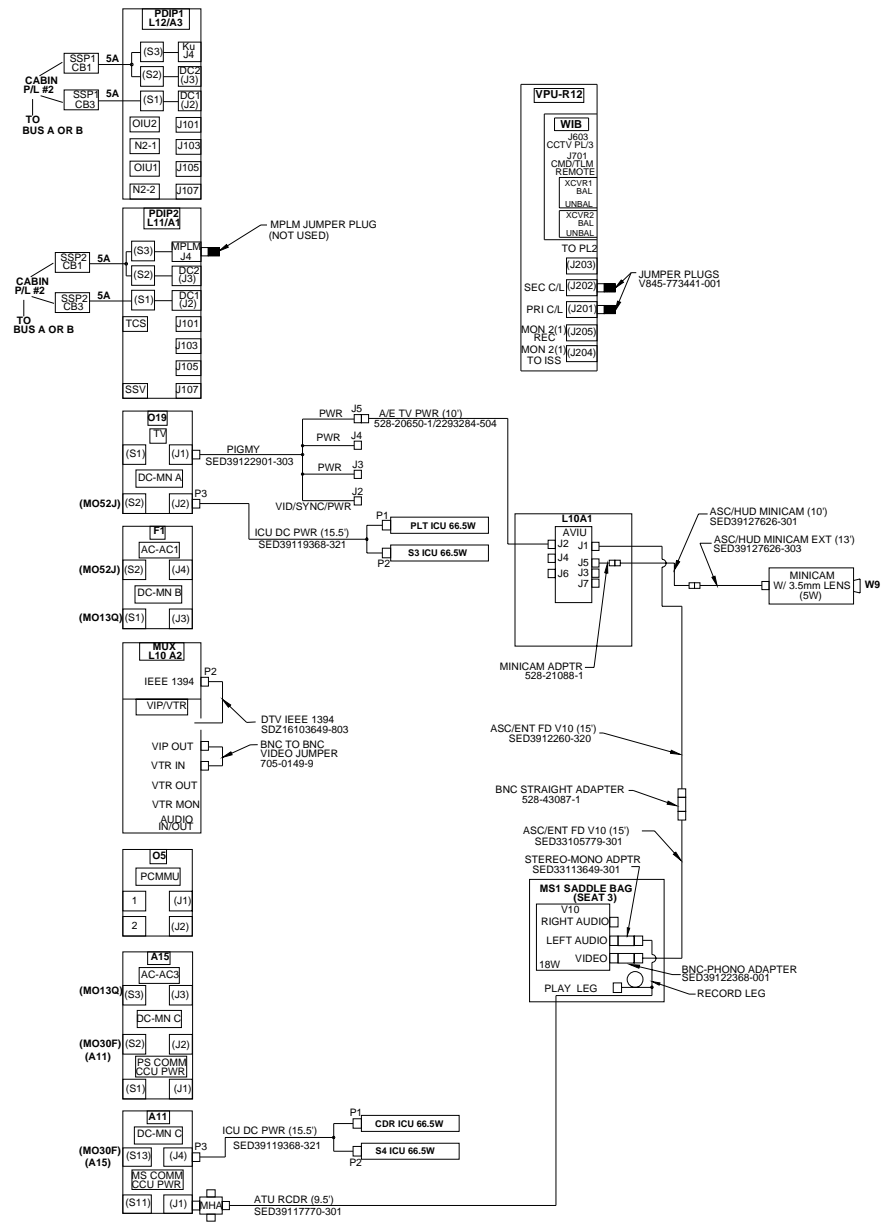 PDIP1
L12/A3
(S3)
Ku
J4
SSP1
CB1
5A
(S2)
DC2
(J3)
CABIN
P/L #2
SSP1
CB3
5A
(S1)
DC1
(J2)
TO
BUS A OR B
OIU2
J101
N2-1
J103
OIU1
J105
N2-2
J107
PDIP2
L11/A1
MPLM JUMPER PLUG
(NOT USED)
(S3)
MPLM
J4
SSP2
CB1
5A
(S2)
DC2
(J3)
CABIN
P/L #2
SSP2
CB3
5A
(S1)
DC1
(J2)
TO
BUS A OR B
TCS
J101
J103
J105
SSV
J107
VPU-R12
WIB
J603
CCTV PL/3
J701
CMD/TLM
REMOTE
XCVR1
BAL
UNBAL
XCVR2
BAL
UNBAL
TO PL2
(J203)
SEC C/L
(J202)
JUMPER PLUGS
V845-773441-001
PRI C/L
(J201)
MON 2(1)
REC
(J205)
MON 2(1)
TO ISS
(J204)
O19
TV
(S1)
(J1)
PIGMY
SED39122901-303
PWR
J5
A/E TV PWR (10')
528-20650-1/2293284-504
PWR
J4
PWR
J3
J2
VID/SYNC/PWR
DC-MN A
(MO52J)
(S2)
(J2)
P3
ICU DC PWR (15.5')
SED39119368-321
P1
PLT ICU 66.5W
S3 ICU 66.5W
P2
F1
AC-AC1
(MO52J)
(S2)
(J4)
DC-MN B
(MO13Q)
(S1)
(J3)
L10A1
AVIU
J2
J1
J4
J5
J6
J3
J7
ASC/HUD MINICAM (10')
SED39127626-301
ASC/HUD MINICAM EXT (13')
SED39127626-303
MINICAM
W/ 3.5mm LENS
(5W)
W9
MINICAM ADPTR
528-21088-1
MUX
L10 A2
IEEE 1394
P2
VIP/VTR
DTV IEEE 1394
SDZ16103649-803
VIP OUT
BNC TO BNC
VIDEO JUMPER
705-0149-9
VTR IN
VTR OUT
VTR MON
AUDIO
IN/OUT
ASC/ENT FD V10 (15')
SED3912260-320
BNC STRAIGHT ADAPTER
528-43087-1
ASC/ENT FD V10 (15')
SED33105779-301
STEREO-MONO ADPTR
SED33113649-301
O5
PCMMU
1
(J1)
2
(J2)
MS1 SADDLE BAG
(SEAT 3)
V10
RIGHT AUDIO
LEFT AUDIO
VIDEO
18W
BNC-PHONO ADAPTER
SED39122368-001
PLAY LEG
RECORD LEG
A15
AC-AC3
(MO13Q)
(S3)
(J3)
DC-MN C
(MO30F)
(A11)
(S2)
(J2)
PS COMM
CCU PWR
(S1)
(J1)
A11
DC-MN C
(MO30F)
(A15)
(S13)
(J4)
P3
ICU DC PWR (15.5')
SED39119368-321
P1
CDR ICU 66.5W
S4 ICU 66.5W
P2
MS COMM
CCU PWR
(S11)
(J1)
MHA
ATU RCDR (9.5')
SED39117770-301